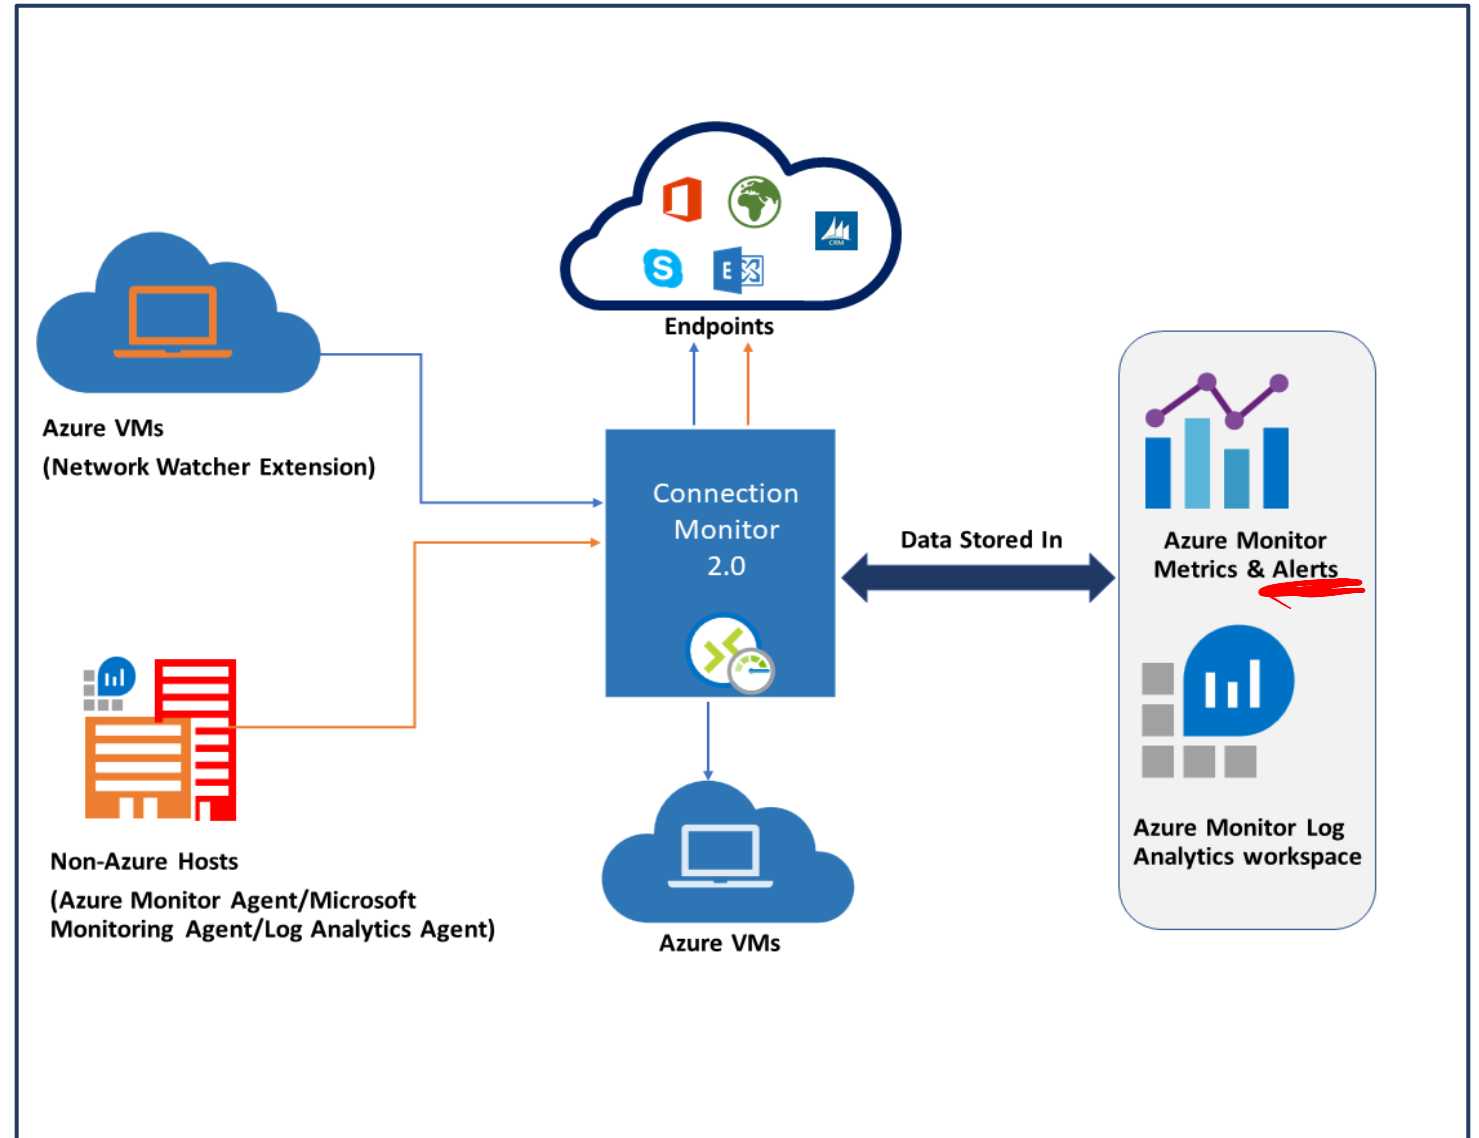 CRM
S
E
Endpoints
Azure VMs
(Network Watcher Extension)
Connection
Monitor
2.0
Data Stored In
Azure Monitor
Metrics & Alerts
Non-Azure Hosts
(Azure Monitor Agent/Microsoft
Monitoring Agent/Log Analytics Agent)
Azure VMs
Azure Monitor Log
Analytics workspace